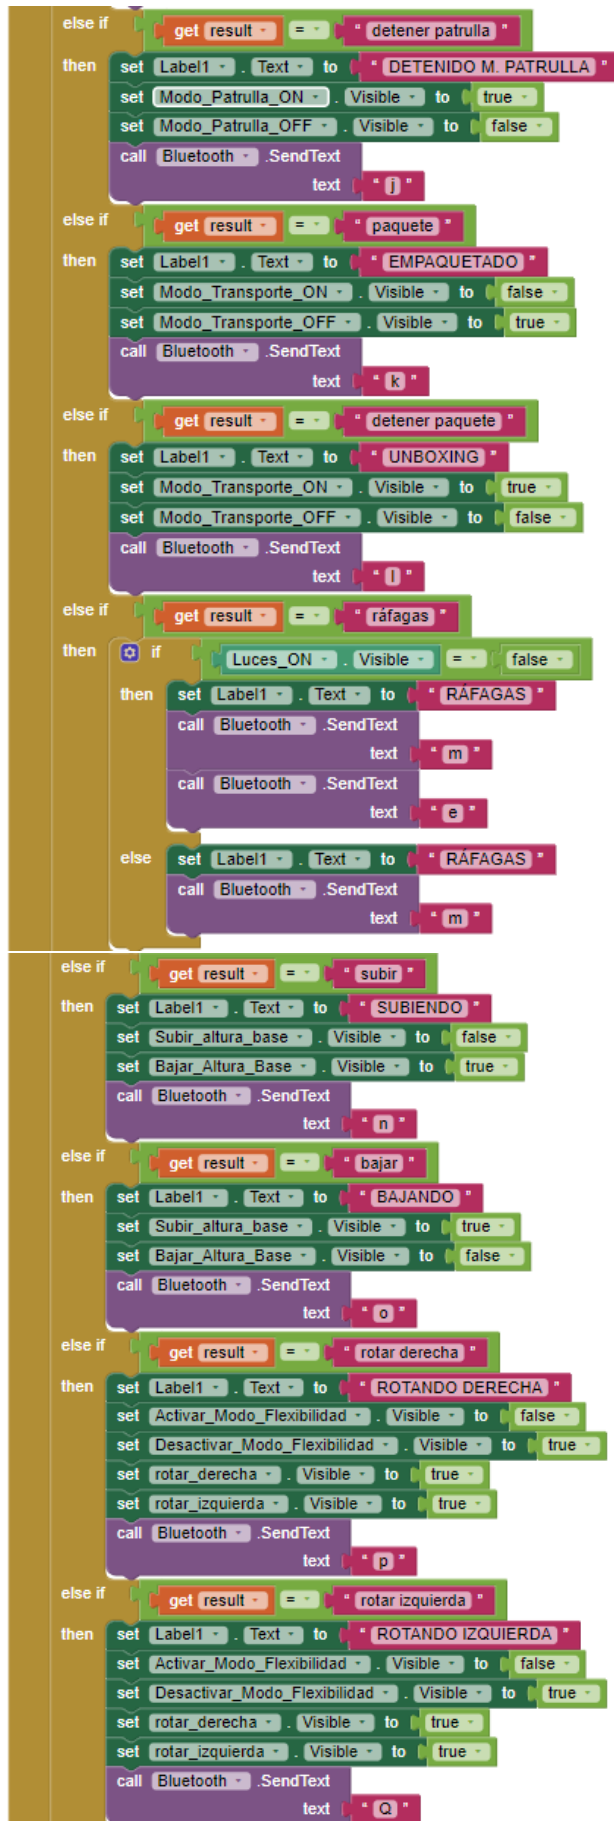 else if get result = " detener patrulla "
then set Label1 . Text to " DETENIDO M. PATRULLA "
set Modo_Patrulla_ON . Visible to true
set Modo_Patrulla_OFF . Visible to false
call Bluetooth .SendText
text " j "
else if get result = " paquete "
then set Label1 . Text to " EMPAQUETADO "
set Modo_Transporte_ON . Visible to false
set Modo_Transporte_OFF . Visible to true
call Bluetooth .SendText
text " k "
else if get result = " detener paquete "
then set Label1 . Text to " UNBOXING "
set Modo_Transporte_ON . Visible to true
set Modo_Transporte_OFF . Visible to false
call Bluetooth .SendText
text " l "
else if get result = " ráfagas "
then if Luces_ON . Visible = false
then set Label1 . Text to " RÁFAGAS "
call Bluetooth .SendText
text " m "
call Bluetooth .SendText
text " e "
else set Label1 . Text to " RÁFAGAS "
call Bluetooth .SendText
text " m "
else if get result = " subir "
then set Label1 . Text to " SUBIENDO "
set Subir_altura_base . Visible to false
set Bajar_Altura_Base . Visible to true
call Bluetooth .SendText
text " n "
else if get result = " bajar "
then set Label1 . Text to " BAJANDO "
set Subir_altura_base . Visible to true
set Bajar_Altura_Base . Visible to false
call Bluetooth .SendText
text " o "
else if get result = " rotar derecha "
then set Label1 . Text to " ROTANDO DERECHA "
set Activar_Modo_Flexibilidad . Visible to false
set Desactivar_Modo_Flexibilidad . Visible to true
set rotar_derecha . Visible to true
set rotar_izquierda . Visible to true
call Bluetooth .SendText
text " p "
else if get result = " rotar izquierda "
then set Label1 . Text to " ROTANDO IZQUIERDA "
set Activar_Modo_Flexibilidad . Visible to false
set Desactivar_Modo_Flexibilidad . Visible to true
set rotar_derecha . Visible to true
set rotar_izquierda . Visible to true
call Bluetooth .SendText
text " Q "